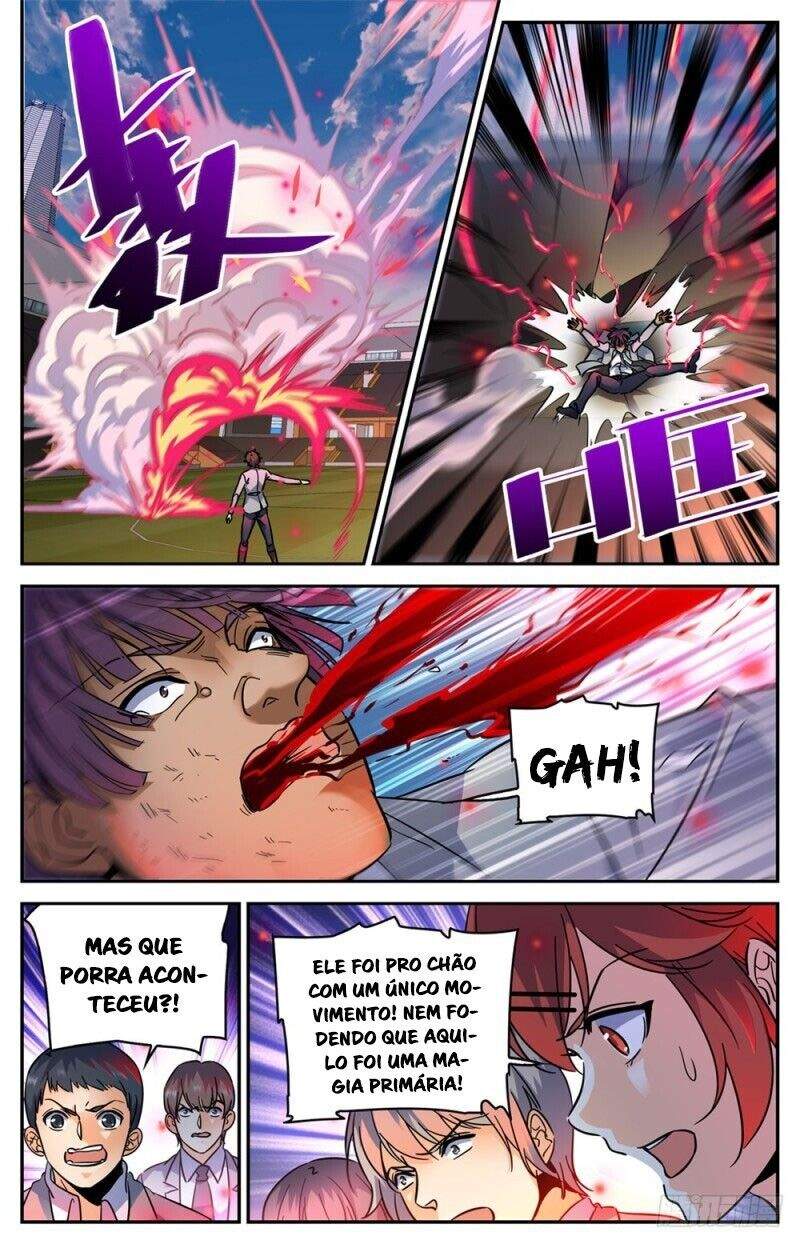 GAH!
MAS QUE
PORRA ACON-
TECEU?!
ELE FOI PRO CHÃO
COM UM ÚNICO MO-
VIMENTO! NEM FO-
DENDO QUE AQUI-
LO FOI UMA MA-
GIA PRIMÁRIA!